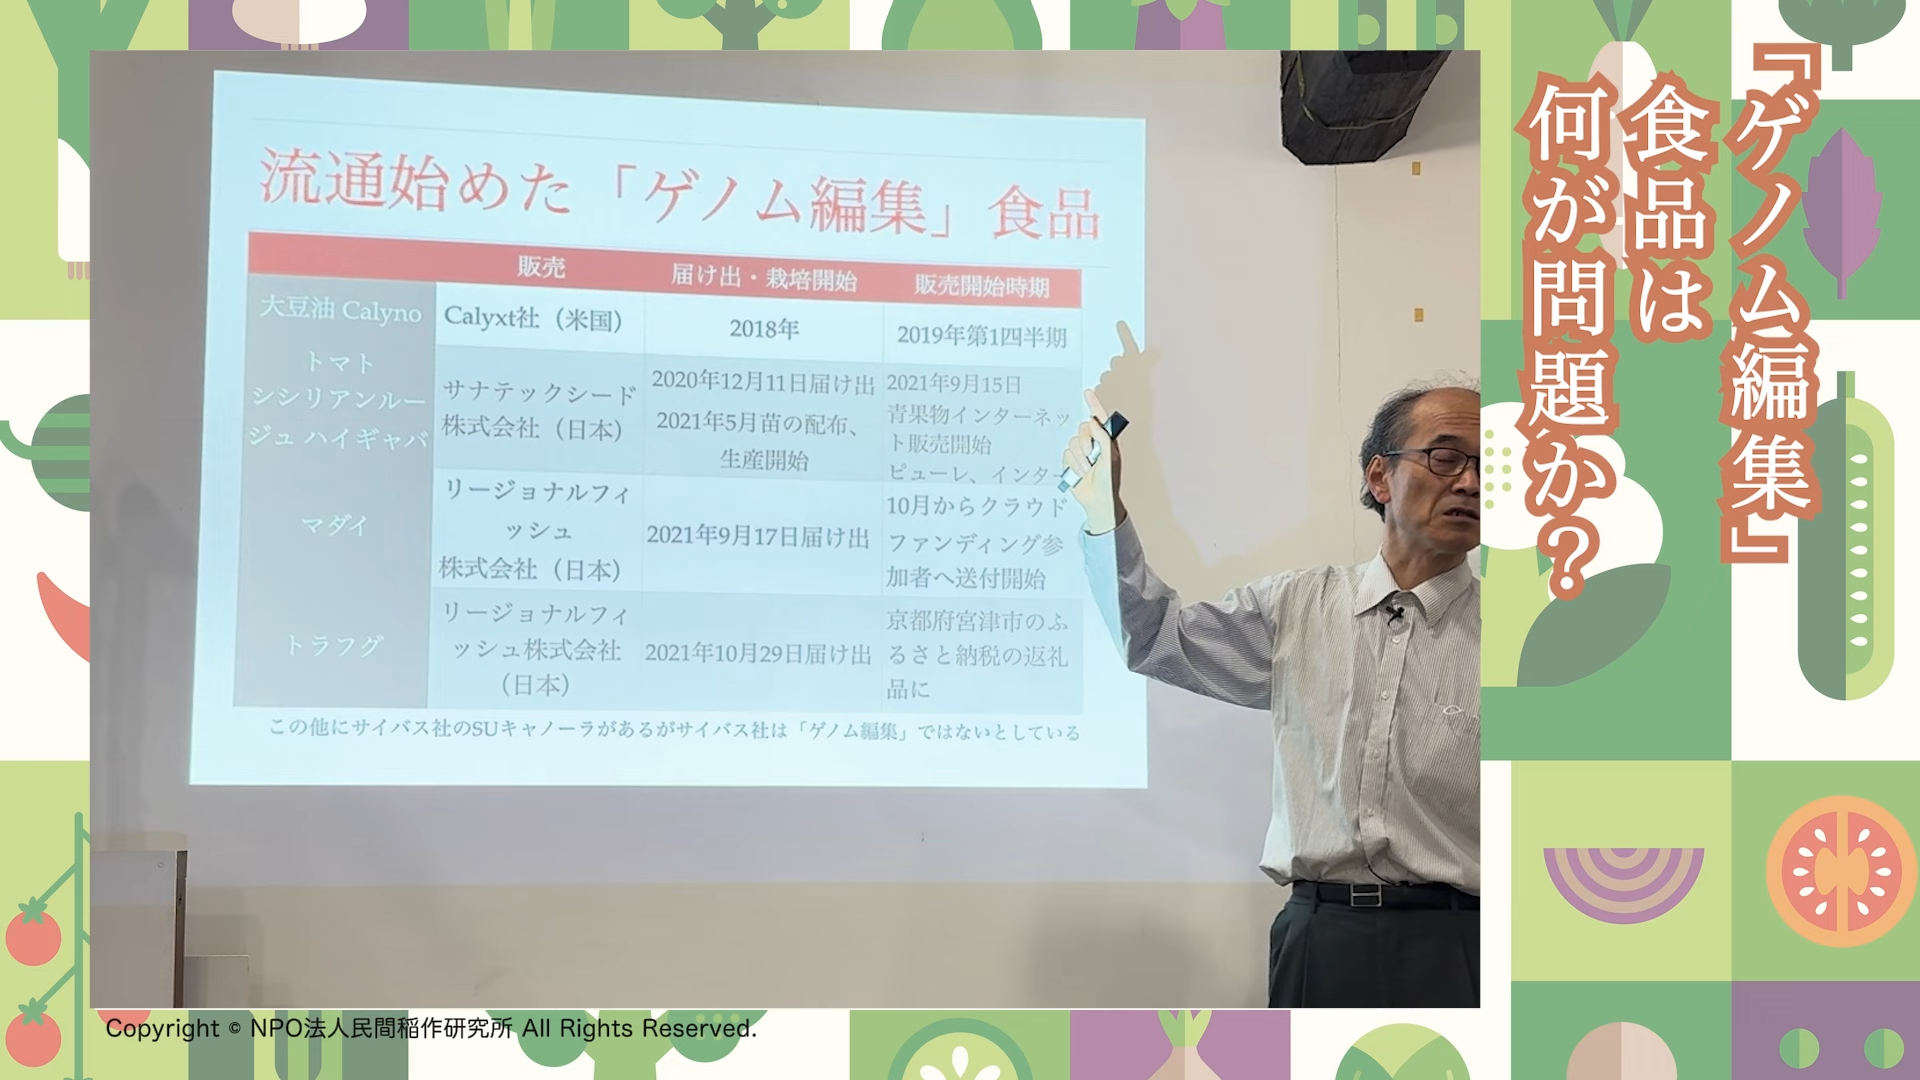 『ゲノム編集』
食品は
何が問題か？
流通始めた「ゲノム編集」食品
販売
届け出・栽培開始
販売開始時期
大豆油 Calyno
Calyxt社（米国）
2018年
2019年第1四半期
トマト
シシリアンルー
ジュ ハイギャバ
サナテックシード
株式会社（日本）
2020年12月11日届け出
2021年5月苗の配布、
生産開始
2021年9月15日
青果物インターネッ
ト販売開始
ピューレ、インター
マダイ
リージョナルフィ
ッシュ
株式会社（日本）
2021年9月17日届け出
10月からクラウド
ファンディング参
加者へ送付開始
トラフグ
リージョナルフィ
ッシュ株式会社
（日本）
2021年10月29日届け出
京都府宮津市のふ
るさと納税の返礼
品に
この他にサイバス社のSUキャノーラがあるがサイバス社は「ゲノム編集」ではないとしている
Copyright © NPO法人民間稲作研究所 All Rights Reserved.